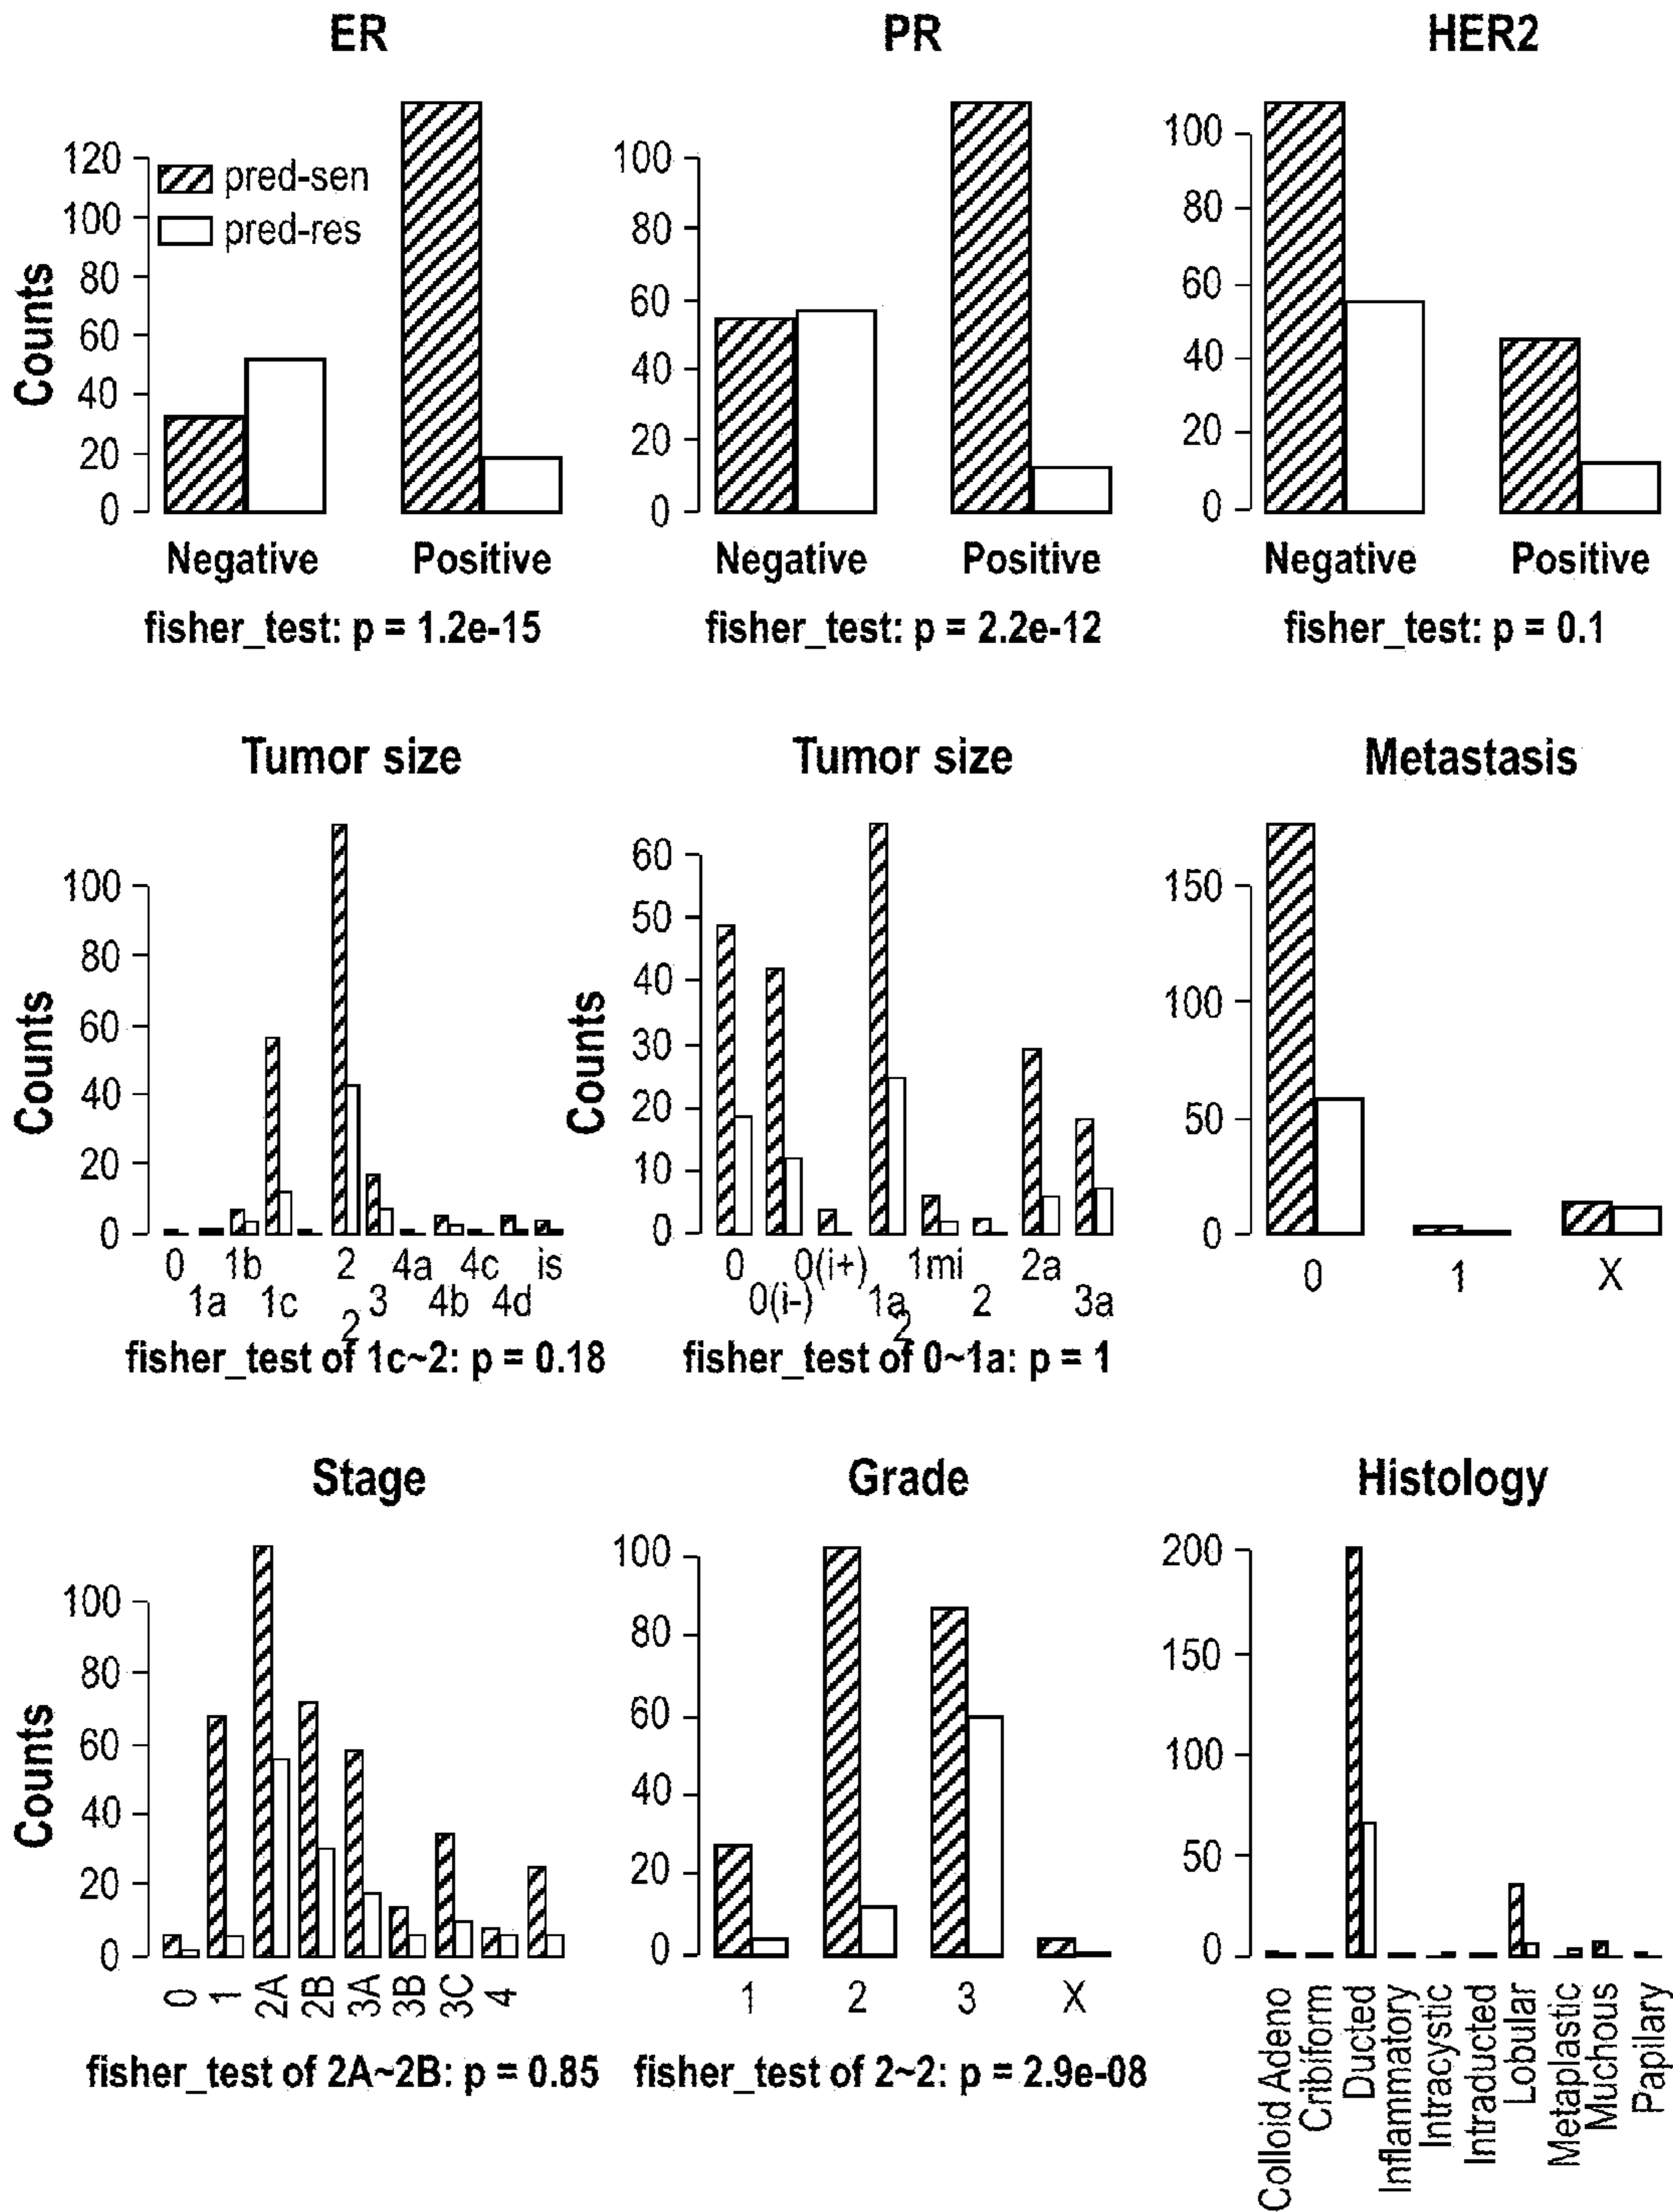 ER
PR
HER2
Counts
120
100
80
60
40
20
0
pred-sen
pred-res
Negative
Positive
fisher_test: p = 1.2e-15
100
80
60
40
20
0
Negative
Positive
fisher_test: p = 2.2e-12
100
80
60
40
20
0
Negative
Positive
fisher_test: p = 0.1
Tumor size
Tumor size
Metastasis
Counts
100
80
60
40
20
0
0
1a
1b
1c
2
2
3
4a
4b
4c
4d
is
fisher_test of 1c~2: p = 0.18
Counts
60
50
40
30
20
10
0
0
0(i-)
0(i+)
1a
2
1mi
2
2a
3a
fisher_test of 0~1a: p = 1
150
100
50
0
0
1
X
Stage
Grade
Histology
Counts
100
80
60
40
20
0
0
1
2A
2B
3A
3B
3C
4
fisher_test of 2A~2B: p = 0.85
100
80
60
40
20
0
1
2
3
X
fisher_test of 2~2: p = 2.9e-08
200
150
100
50
0
Colloid Adeno
Cribiform
Ducted
Inflammatory
Intracystic
Intraducted
Lobular
Metaplastic
Muchous
Papilary